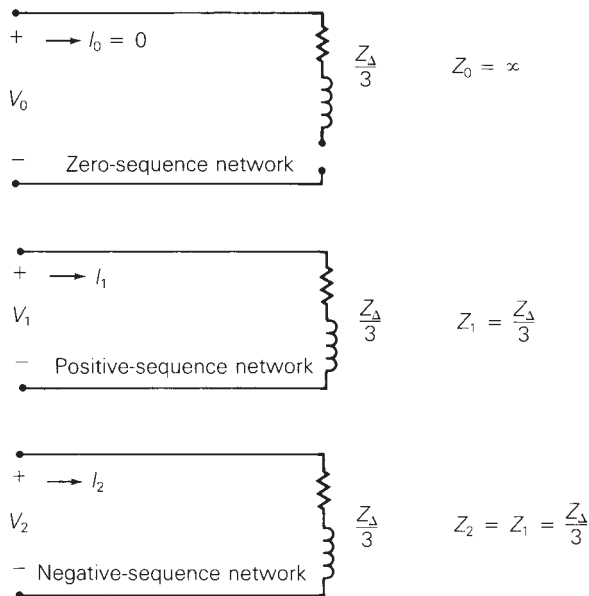 + → I₀ = 0
Z_Δ/3
Z₀ = ∝
V₀
− Zero-sequence network
+ → I₁
V₁
Z_Δ/3
Z₁ = Z_Δ/3
− Positive-sequence network
+ → I₂
V₂
Z_Δ/3
Z₂ = Z₁ = Z_Δ/3
− Negative-sequence network